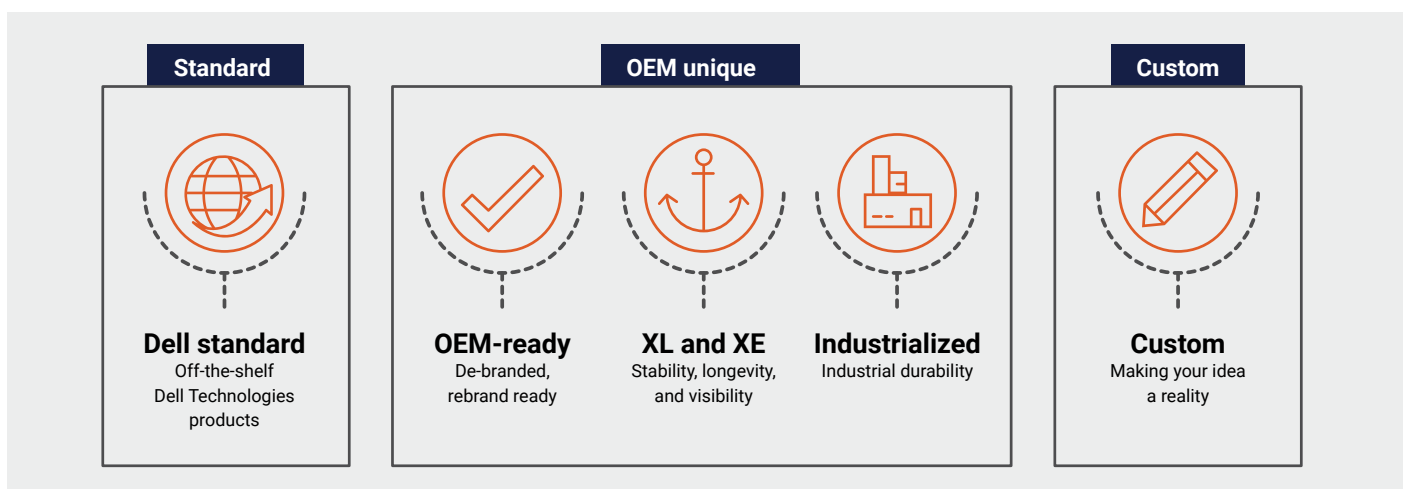 Standard
Dell standard
Off-the-shelf
Dell Technologies
products
OEM unique
OEM-ready
De-branded,
rebrand ready
XL and XE
Stability, longevity,
and visibility
Industrialized
Industrial durability
Custom
Custom
Making your idea
a reality